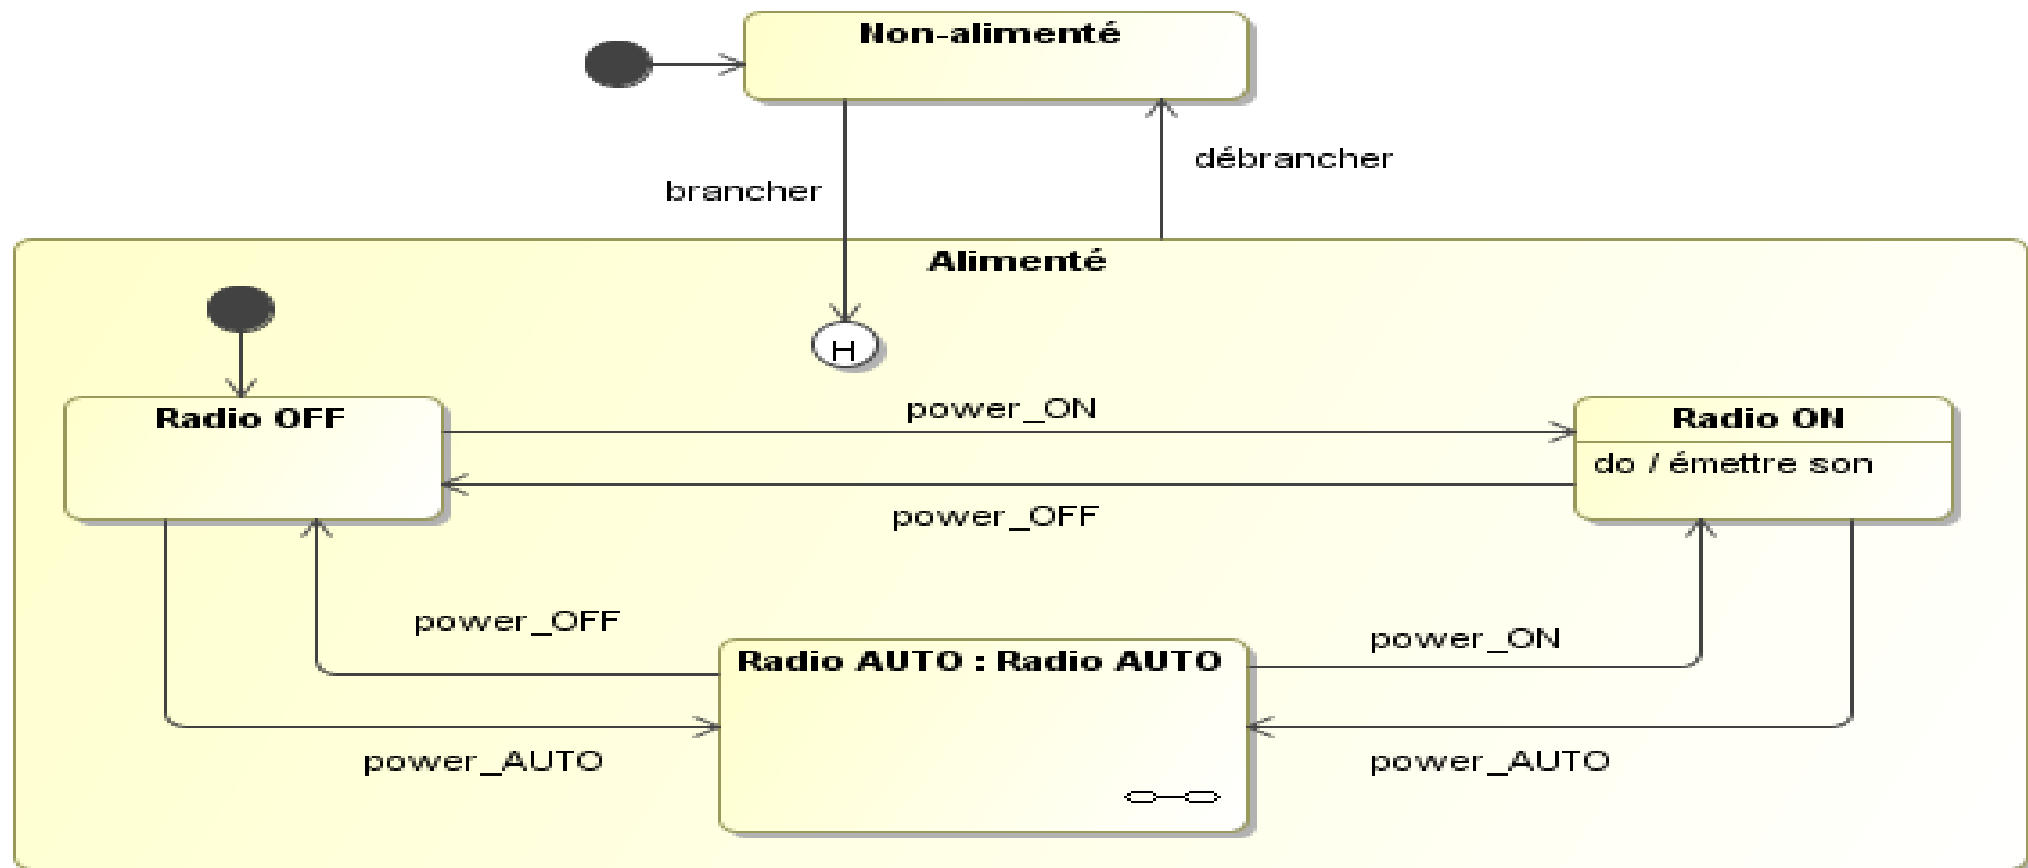 Non-alimenté
débrancher
brancher
Alimenté
H
Radio OFF
power_ON
Radio ON
do / émettre son
power_OFF
power_OFF
power_ON
Radio AUTO : Radio AUTO
power_AUTO
power_AUTO